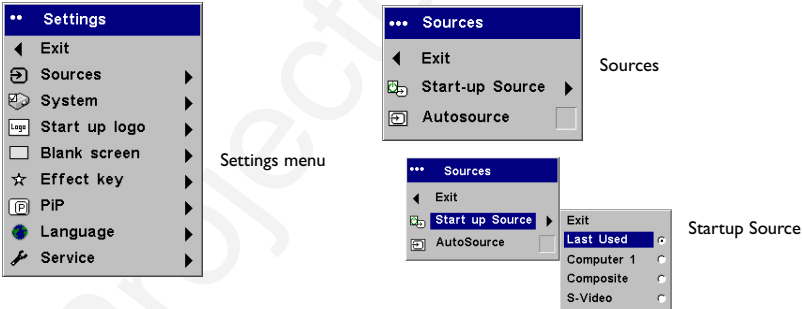 •• Settings
Exit
Sources
System
Logo Start up logo
Blank screen
Effect key
P PiP
Language
Service
Settings menu
••• Sources
Exit
Start-up Source
Autosource
Sources
••• Sources
Exit
Start up Source
AutoSource
Exit
Last Used
Computer 1
Composite
S-Video
Startup Source